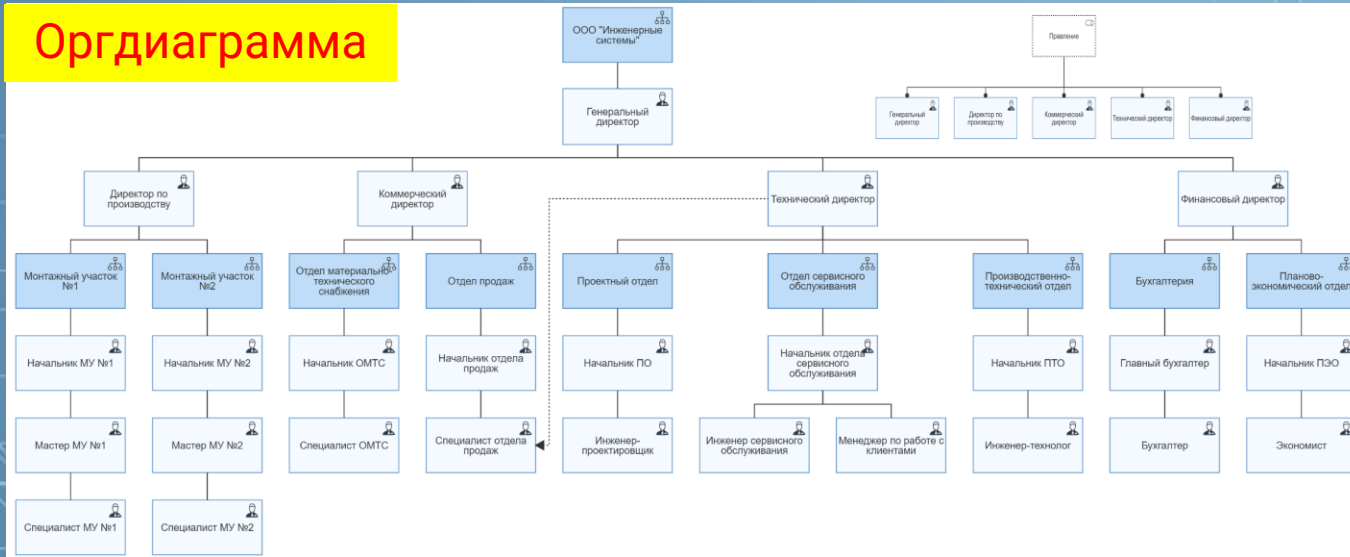 Оргдиаграмма
ООО "Инженерные
системы"
Правление
Генеральный
директор
Генеральный
директор
Директор по
производству
Коммерческий
директор
Технический директор
Финансовый директор
Директор по
производству
Коммерческий
директор
Технический директор
Финансовый директор
Монтажный участок
№1
Монтажный участок
№2
Отдел материально-
технического
снабжения
Отдел продаж
Проектный отдел
Отдел сервисного
обслуживания
Производственно-
технический отдел
Бухгалтерия
Планово-
экономический отдел
Начальник МУ №1
Начальник МУ №2
Начальник ОМТС
Начальник отдела
продаж
Начальник ПО
Начальник отдела
сервисного
обслуживания
Начальник ПТО
Главный бухгалтер
Начальник ПЭО
Мастер МУ №1
Мастер МУ №2
Специалист ОМТС
Специалист отдела
продаж
Инженер-
проектировщик
Инженер сервисного
обслуживания
Менеджер по работе с
клиентами
Инженер-технолог
Бухгалтер
Экономист
Специалист МУ №1
Специалист МУ №2